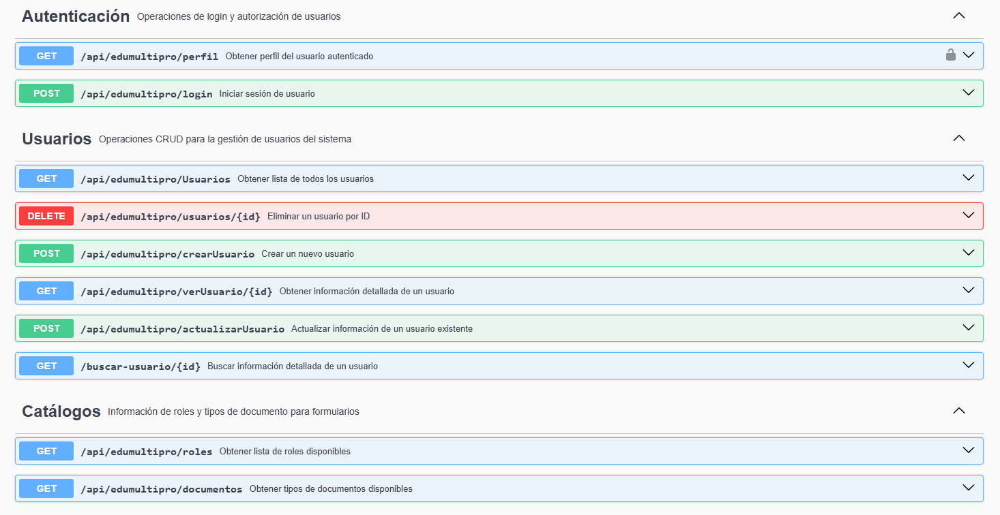 Autenticación Operaciones de login y autorización de usuarios
GET /api/edumultipro/perfil Obtener perfil del usuario autenticado
POST /api/edumultipro/login Iniciar sesión de usuario
Usuarios Operaciones CRUD para la gestión de usuarios del sistema
GET /api/edumultipro/Usuarios Obtener lista de todos los usuarios
DELETE /api/edumultipro/usuarios/{id} Eliminar un usuario por ID
POST /api/edumultipro/crearUsuario Crear un nuevo usuario
GET /api/edumultipro/verUsuario/{id} Obtener información detallada de un usuario
POST /api/edumultipro/actualizarUsuario Actualizar información de un usuario existente
GET /buscar-usuario/{id} Buscar información detallada de un usuario
Catálogos Información de roles y tipos de documento para formularios
GET /api/edumultipro/roles Obtener lista de roles disponibles
GET /api/edumultipro/documentos Obtener tipos de documentos disponibles